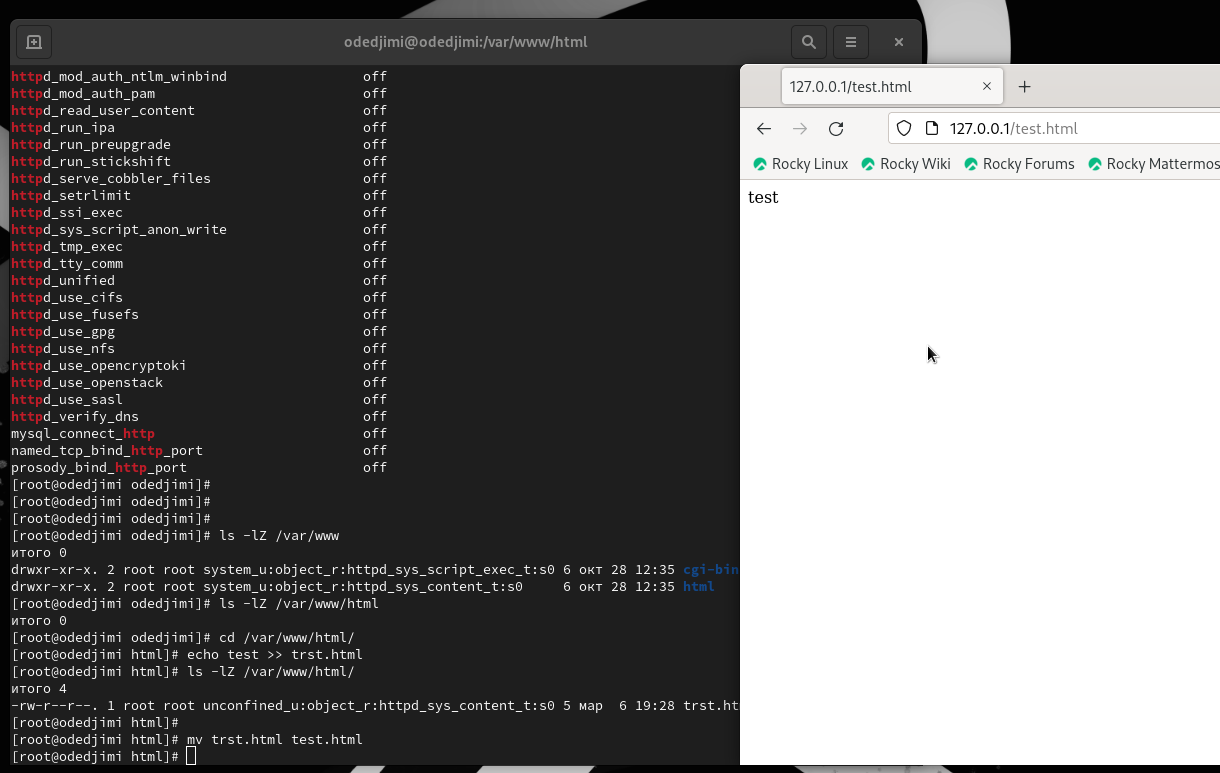 odedjimi@odedjimi:/var/www/html
httpd_mod_auth_ntlm_winbind off
httpd_mod_auth_pam off
httpd_read_user_content off
httpd_run_ipa off
httpd_run_preupgrade off
httpd_run_stickshift off
httpd_serve_cobbler_files off
httpd_setrlimit off
httpd_ssi_exec off
httpd_sys_script_anon_write off
httpd_tmp_exec off
httpd_tty_comm off
httpd_unified off
httpd_use_cifs off
httpd_use_fusefs off
httpd_use_gpg off
httpd_use_nfs off
httpd_use_opencryptoki off
httpd_use_openstack off
httpd_use_sasl off
httpd_verify_dns off
mysql_connect_http off
named_tcp_bind_http_port off
prosody_bind_http_port off
[root@odedjimi odedjimi]#
[root@odedjimi odedjimi]#
[root@odedjimi odedjimi]#
[root@odedjimi odedjimi]# ls -lZ /var/www
итого 0
drwxr-xr-x. 2 root root system_u:object_r:httpd_sys_script_exec_t:s0 6 окт 28 12:35 cgi-bin
drwxr-xr-x. 2 root root system_u:object_r:httpd_sys_content_t:s0 6 окт 28 12:35 html
[root@odedjimi odedjimi]# ls -lZ /var/www/html
итого 0
[root@odedjimi odedjimi]# cd /var/www/html/
[root@odedjimi html]# echo test >> trst.html
[root@odedjimi html]# ls -lZ /var/www/html/
итого 4
-rw-r--r--. 1 root root unconfined_u:object_r:httpd_sys_content_t:s0 5 мар 6 19:28 trst.ht
[root@odedjimi html]#
[root@odedjimi html]# mv trst.html test.html
[root@odedjimi html]#
127.0.0.1/test.html
127.0.0.1/test.html
Rocky Linux Rocky Wiki Rocky Forums Rocky Mattermos
test